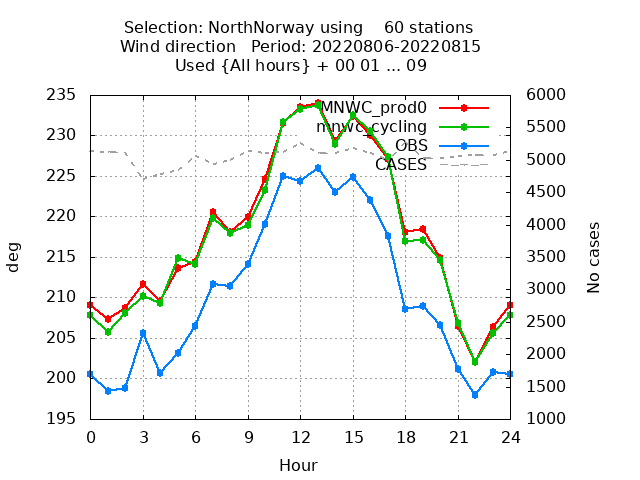 Selection: NorthNorway using 60 stations
Wind direction Period: 20220806-20220815
Used {All hours} + 00 01 ... 09
235 6000
MNWC_prod0
230 5500
mnwc_cycling
OBS
225 5000
CASES
4500
220 4000
215 3500
deg
No cases
210 3000
2500
205 2000
200 1500
195 1000
0 3 6 9 12 15 18 21 24
Hour